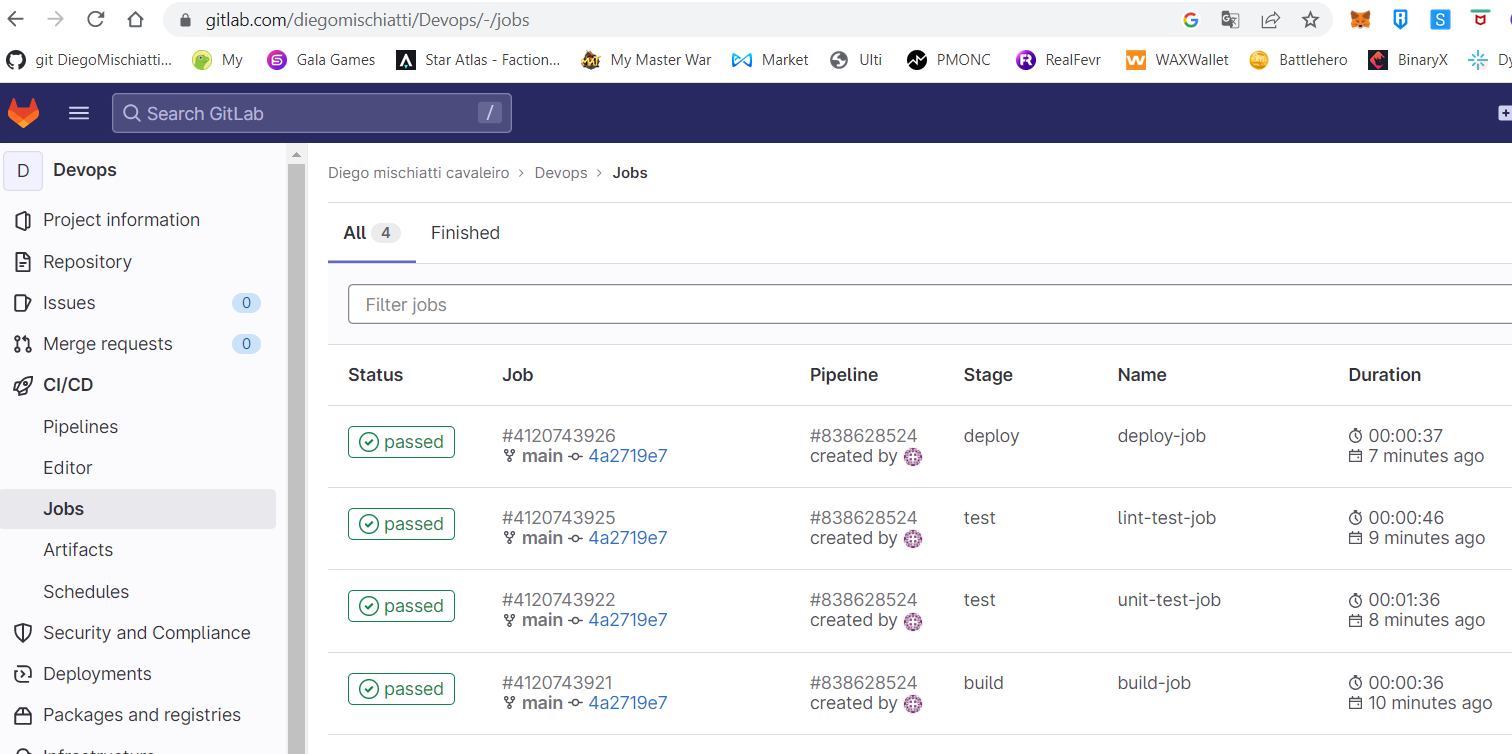 gitlab.com/diegomischiatti/Devops/-/jobs
git DiegoMischiatti... My Gala Games Star Atlas - Faction... My Master War Market Ulti PMONC RealFevr WAXWallet Battlehero BinaryX Dy
Search GitLab /
D Devops
Project information
Repository
Issues 0
Merge requests 0
CI/CD
Pipelines
Editor
Jobs
Artifacts
Schedules
Security and Compliance
Deployments
Packages and registries
Infrastructure
Diego mischiatti cavaleiro > Devops > Jobs
All 4 Finished
Filter jobs
Status Job Pipeline Stage Name Duration
passed #4120743926 #838628524 deploy deploy-job 00:00:37
main 4a2719e7 created by 7 minutes ago
passed #4120743925 #838628524 test lint-test-job 00:00:46
main 4a2719e7 created by 9 minutes ago
passed #4120743922 #838628524 test unit-test-job 00:01:36
main 4a2719e7 created by 8 minutes ago
passed #4120743921 #838628524 build build-job 00:00:36
main 4a2719e7 created by 10 minutes ago